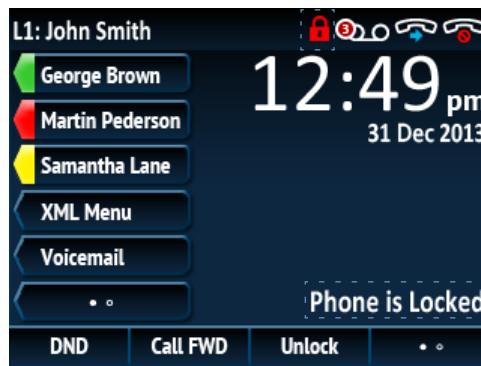 L1: John Smith
3
George Brown
12:49 pm
Martin Pederson
31 Dec 2013
Samantha Lane
XML Menu
Voicemail
Phone is Locked
DND Call FWD Unlock